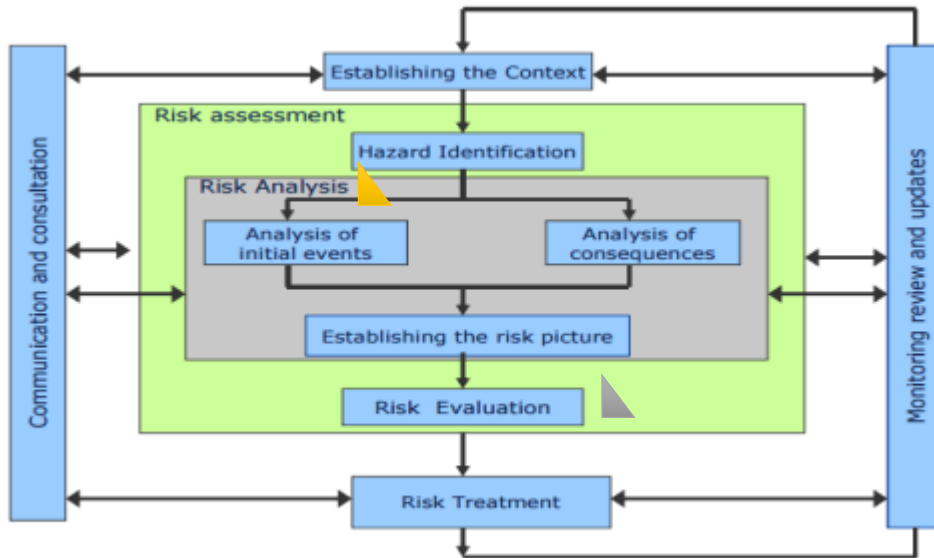 Establishing the Context
Risk assessment
Hazard Identification
Risk Analysis
Analysis of
initial events
Analysis of
consequences
Establishing the risk picture
Risk Evaluation
Risk Treatment
Communication and consultation
Monitoring review and updates